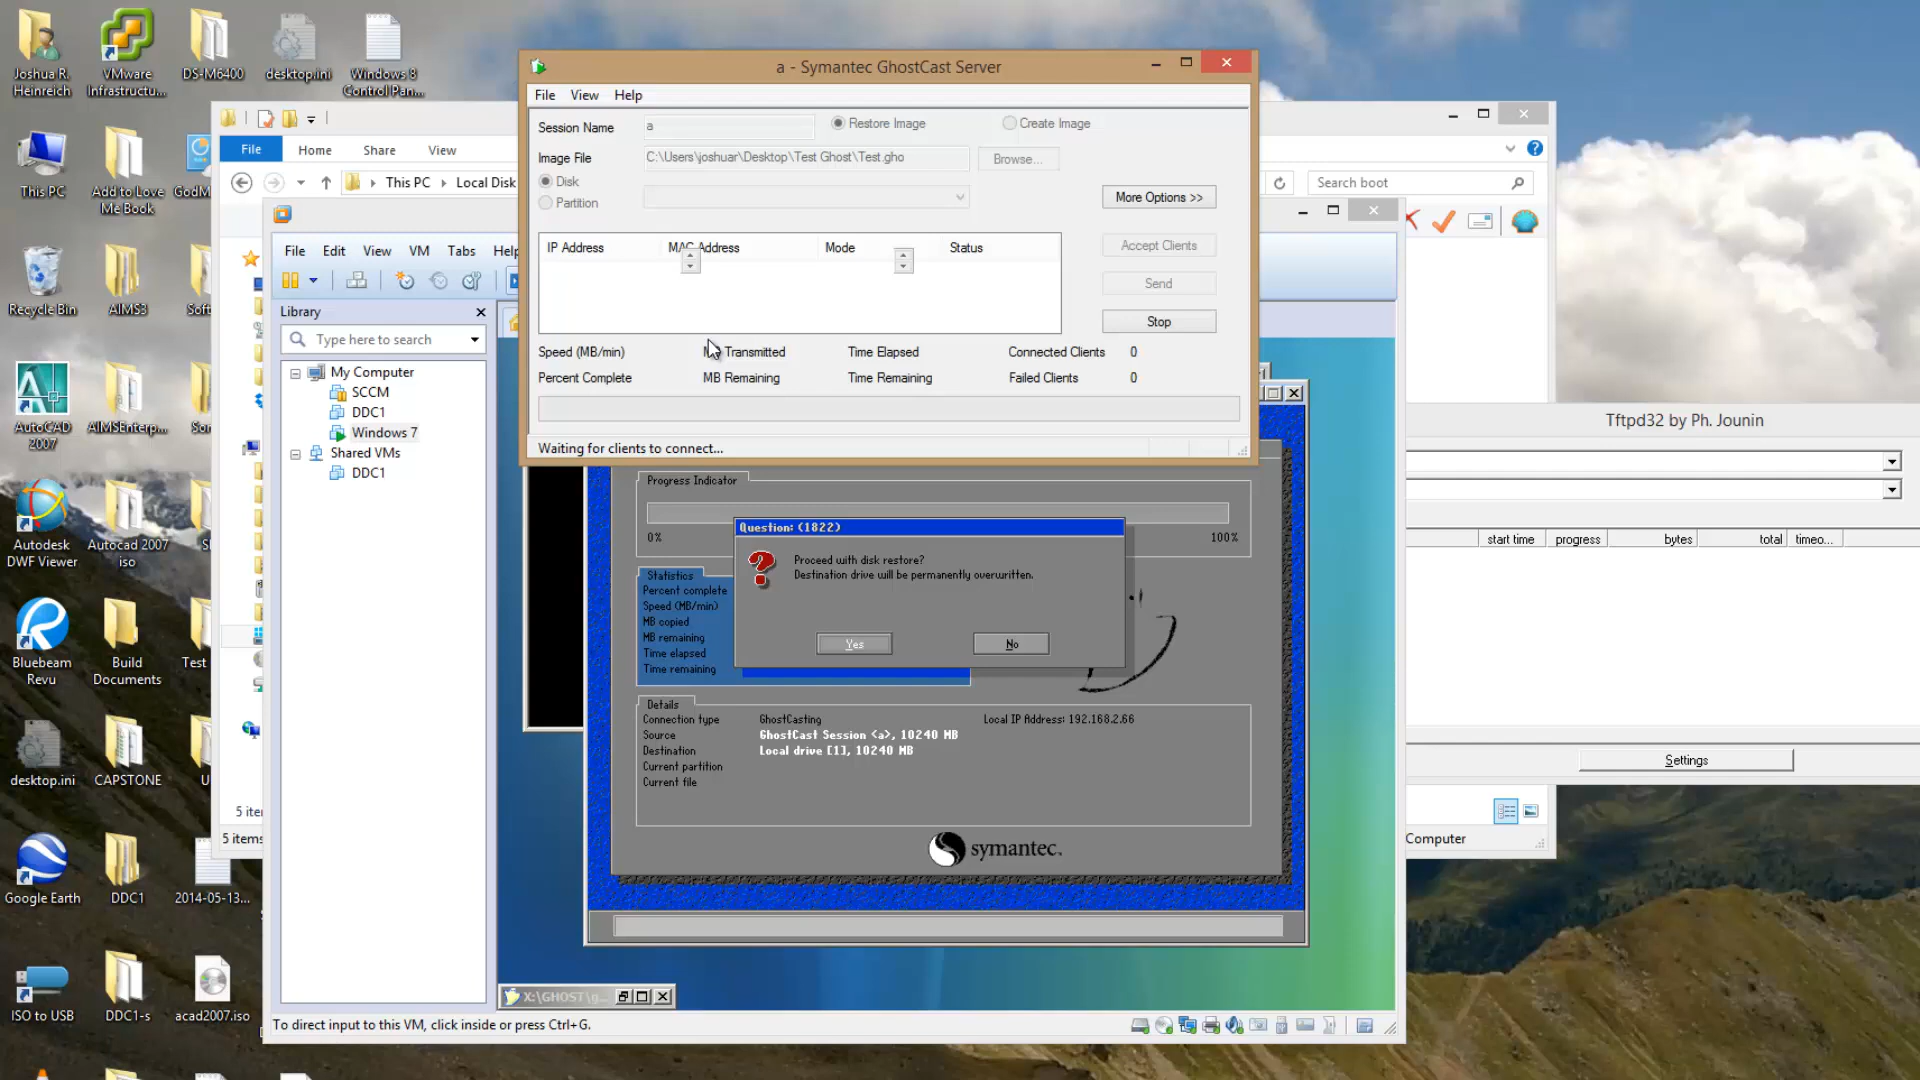 Joshua R.
Heinrich
VMware
Infrastructu...
DS-M6400
desktop.ini
Windows 8
Control Pan...
This PC
Add to Love
Me Book
GodM
Recycle Bin
AIMS3
Soft
AutoCAD
2007
AIMSEnterp...
Autodesk
DWF Viewer
Autocad 2007
iso
Bluebeam
Revu
Build
Documents
Test
desktop.ini
CAPSTONE
Google Earth
DDC1
2014-05-13...
ISO to USB
DDC1-s
acad2007.iso
File
Home
Share
View
This PC
Local Disk
Search boot
5 ite
5 items
Computer
a - Symantec GhostCast Server
File
View
Help
Session Name
a
Restore Image
Create Image
Image File
C:\Users\joshuar\Desktop\Test Ghost\Test.gho
Browse...
Disk
Partition
More Options >>
IP Address
MAC Address
Mode
Status
Accept Clients
Send
Stop
Speed (MB/min)
Transmitted
Time Elapsed
Connected Clients
0
Percent Complete
MB Remaining
Time Remaining
Failed Clients
0
Waiting for clients to connect...
File
Edit
View
VM
Tabs
Help
Library
Type here to search
My Computer
SCCM
DDC1
Windows 7
Shared VMs
DDC1
Progress Indicator
0%
100%
Question: (1822)
Proceed with disk restore?
Destination drive will be permanently overwritten.
Yes
No
Statistics
Percent complete
Speed (MB/min)
MB copied
MB remaining
Time elapsed
Time remaining
Details
Connection type
GhostCasting
Local IP Address: 192.168.2.66
Source
GhostCast Session <a>, 10240 MB
Destination
Local drive [1], 10240 MB
Current partition
Current file
symantec.
X:\GHOST\g...
To direct input to this VM, click inside or press Ctrl+G.
Tftpd32 by Ph. Jounin
start time
progress
bytes
total
timeo...
Settings